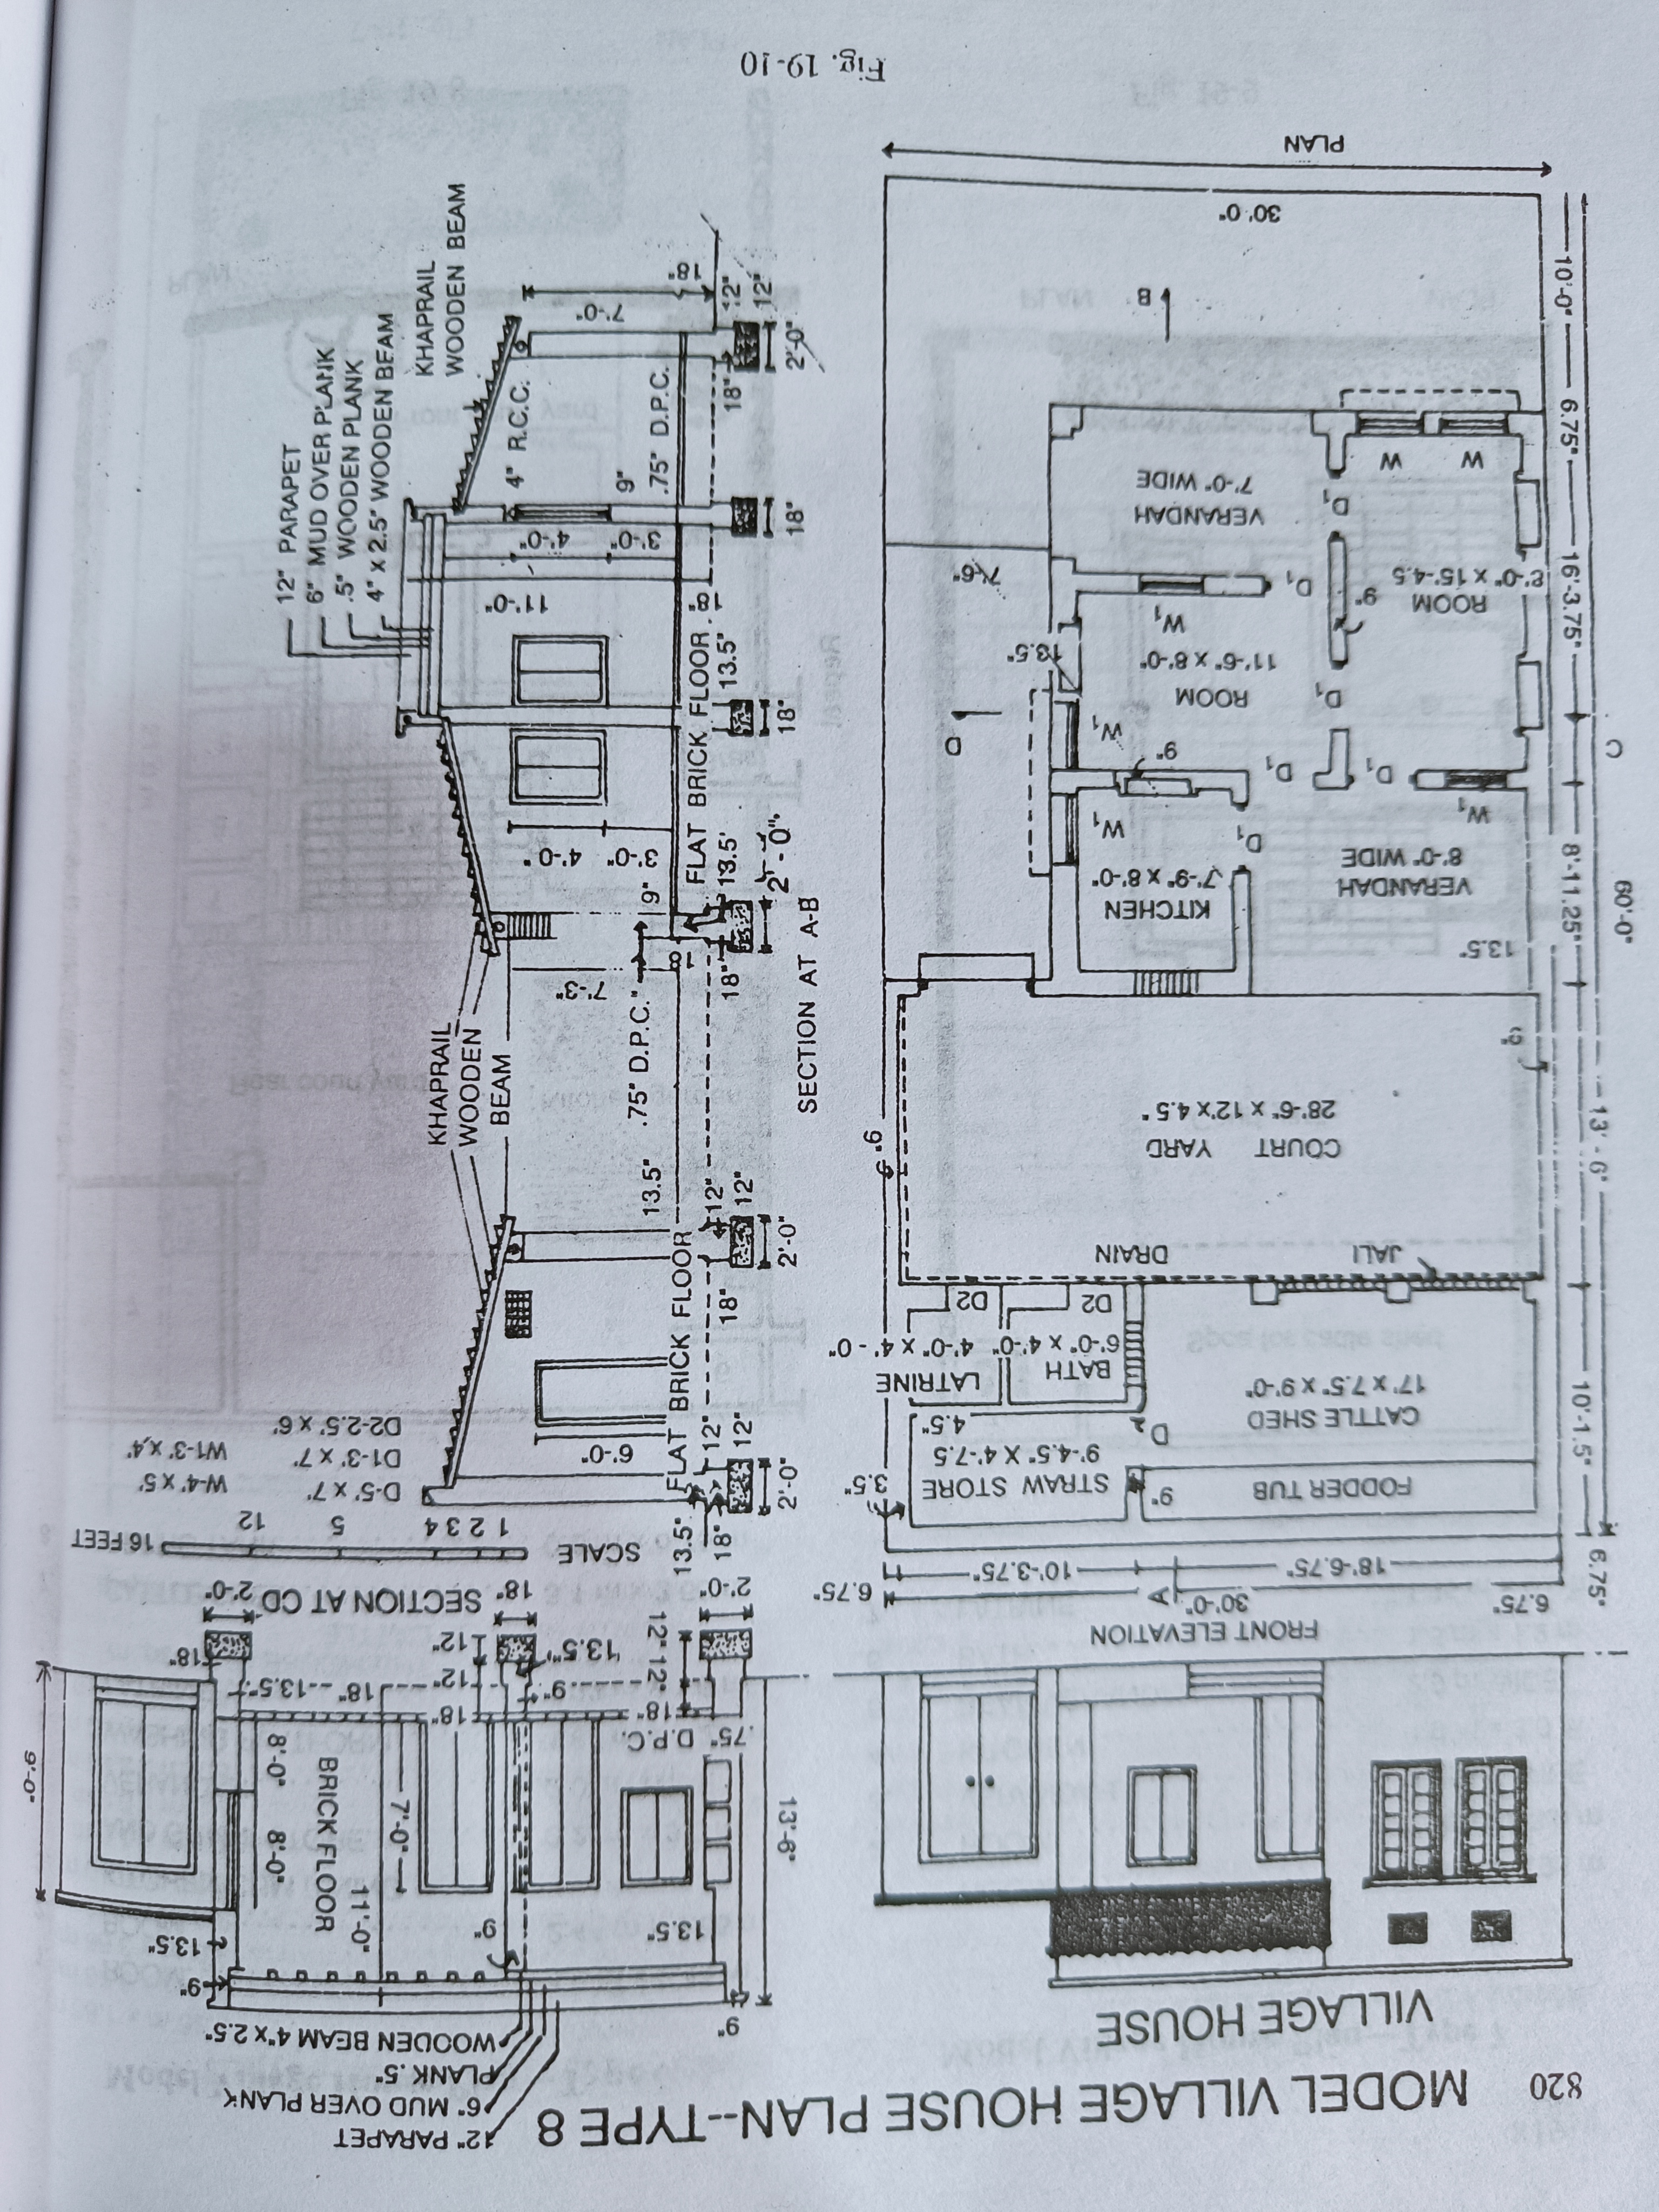 820
MODEL VILLAGE HOUSE PLAN--TYPE 8
VILLAGE HOUSE
12" PARAPET
6" MUD OVER PLANK
PLANK .5"
WOODEN BEAM 4"x 2.5"
9"
9"
13.5"
13.5"
9"
9'-0"
BRICK FLOOR
11'-0"
8'-0"
8'-0"
7'-0"
13'-6"
.75" D.P.C.
18"
18"
18"
13.5"
18"
12"
9"
12"
12"
12"
13.5"
2'-0"
18"
2'-0"
SECTION AT CD
FRONT ELEVATION
SCALE
1 2 3 4 5 12 16 FEET
D-5' x 7'
W-4' x 5'
D1-3' x 7'
W1-3' x 4'
D2-2.5' x 6'
6.75"
30'-0"
A
6.75"
18'-6.75"
10'-3.75"
6.75"
FODDER TUB
9"
STRAW STORE
9'-4.5" X 4'-7.5
3.5"
4.5"
CATTLE SHED
17' x 7.5" x 9'-0"
D2
BATH
6'-0" x 4'-0"
LATRINE
4'-0" x 4'-0"
D2
D2
10'-1.5"
JALI
DRAIN
COURT YARD
28'-6" x 12'x 4.5"
9"
9"
13'-6"
60'-0"
13.5"
KITCHEN
7'-9" x 8'-0"
VERANDAH
8'-0" WIDE
8'-11.25"
W1
W1
D1
D1
D1
9"
W1
C
D
ROOM
11'-6" x 8'-0"
D1
13.5"
W1
ROOM
8'-0" x 15'-4.5
9"
16'-3.75"
D1
D1
7'-6"
VERANDAH
7'-0" WIDE
W
W
6.75"
B
10'-0"
30' 0"
PLAN
12" PARAPET
6" MUD OVER PLANK
.5" WOODEN PLANK
4" x 2.5" WOODEN BEAM
KHAPRAIL
WOODEN BEAM
KHAPRAIL
WOODEN
BEAM
4" R.C.C.
9"
.75" D.P.C.
7'-0"
18"
12"
12"
2'-0"
18"
18"
4'-0"
3'-0"
11'-0"
18"
13.5"
18"
FLAT BRICK FLOOR
4'-0"
3'-0"
13.5'
2'-0"
9"
18"
7'-3"
.75" D.P.C.
13.5"
12"
12"
2'-0"
18"
FLAT BRICK FLOOR
6'-0"
12"
12"
2'-0"
13.5"
18"
SECTION AT A-B
Fig. 19-10